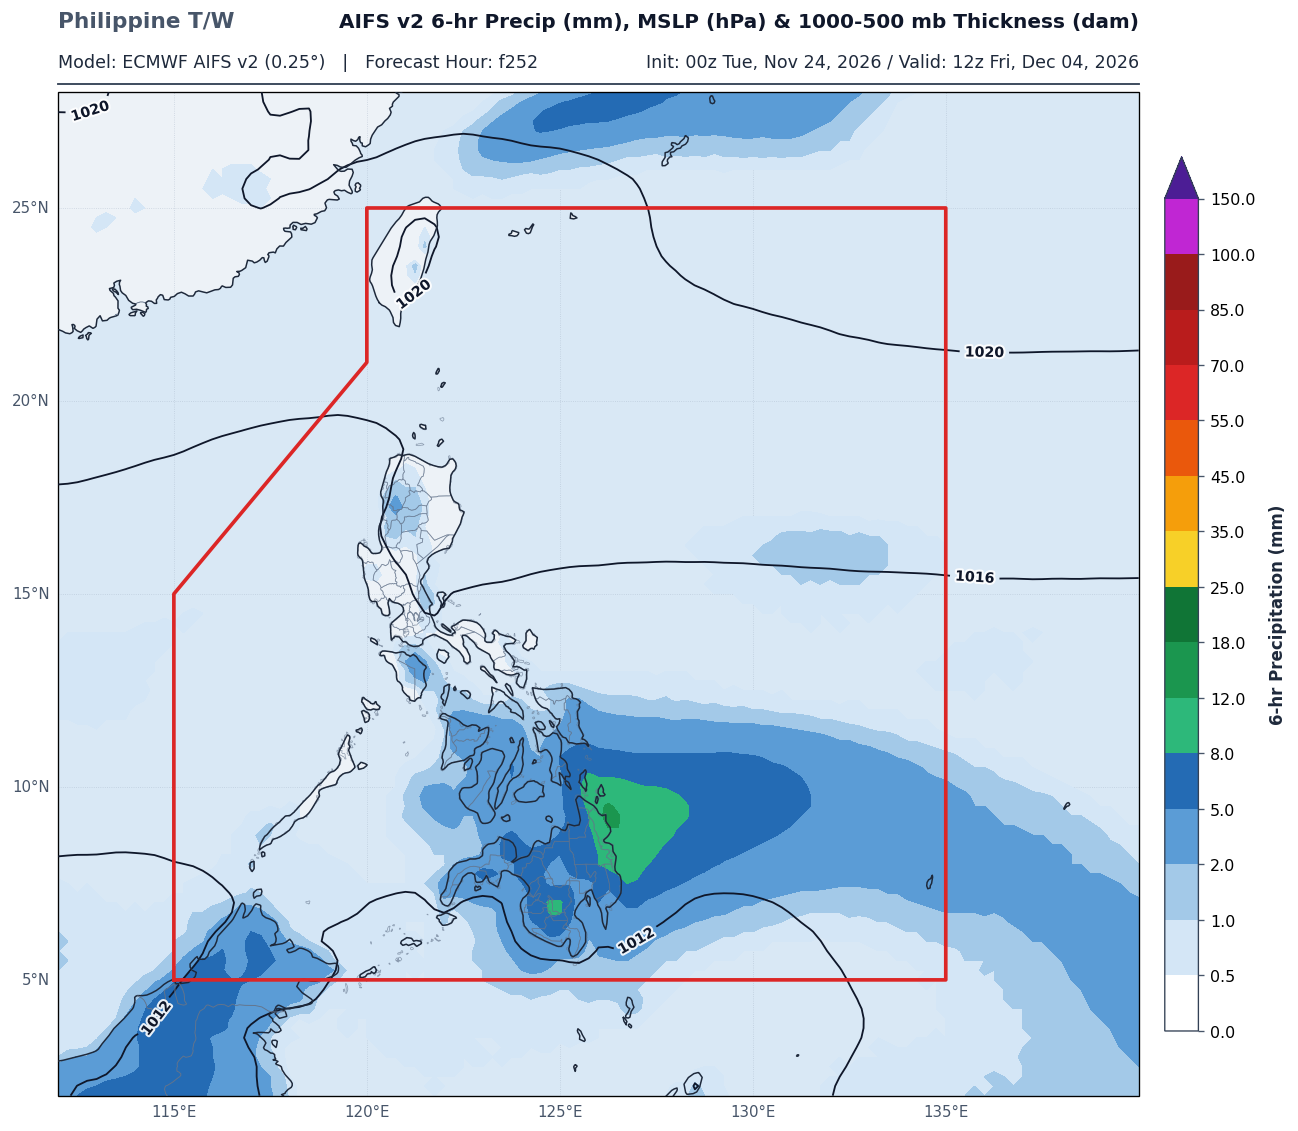 Philippine T/W
AIFS v2 6-hr Precip (mm), MSLP (hPa) & 1000-500 mb Thickness (dam)
Model: ECMWF AIFS v2 (0.25°) | Forecast Hour: f252
Init: 00z Tue, Nov 24, 2026 / Valid: 12z Fri, Dec 04, 2026
1020
25°N
1020
1020
20°N
1016
15°N
10°N
1012
5°N
1012
115°E
120°E
125°E
130°E
135°E
150.0
100.0
85.0
70.0
55.0
45.0
35.0
25.0
18.0
12.0
8.0
5.0
2.0
1.0
0.5
0.0
6-hr Precipitation (mm)